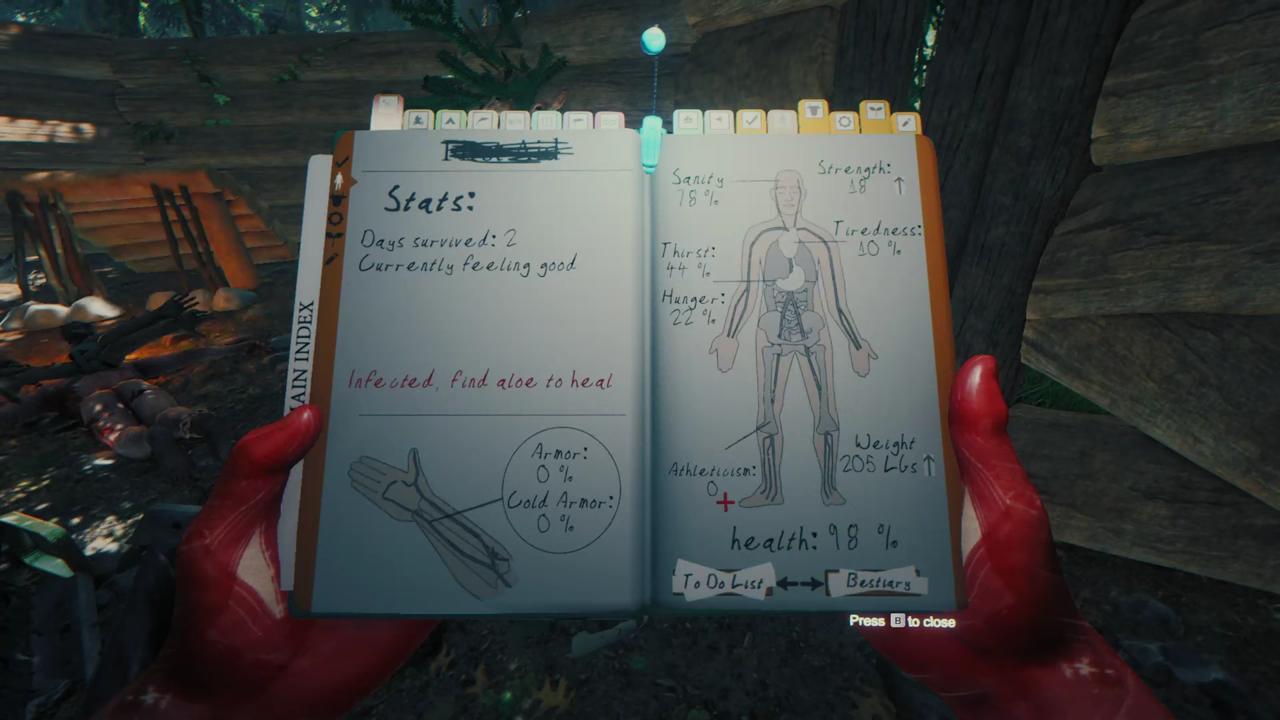 MAIN INDEX
Stats:
Days survived: 2
Currently feeling good
Infected, find aloe to heal
Armor:
0 %
Cold Armor:
0 %
Sanity
78 %
Strength:
18
Tiredness:
10 %
Thirst:
44 %
Hunger:
22 %
Weight
205 Lbs
Athleticism:
0
health: 98 %
To Do List
Bestiary
Press B to close